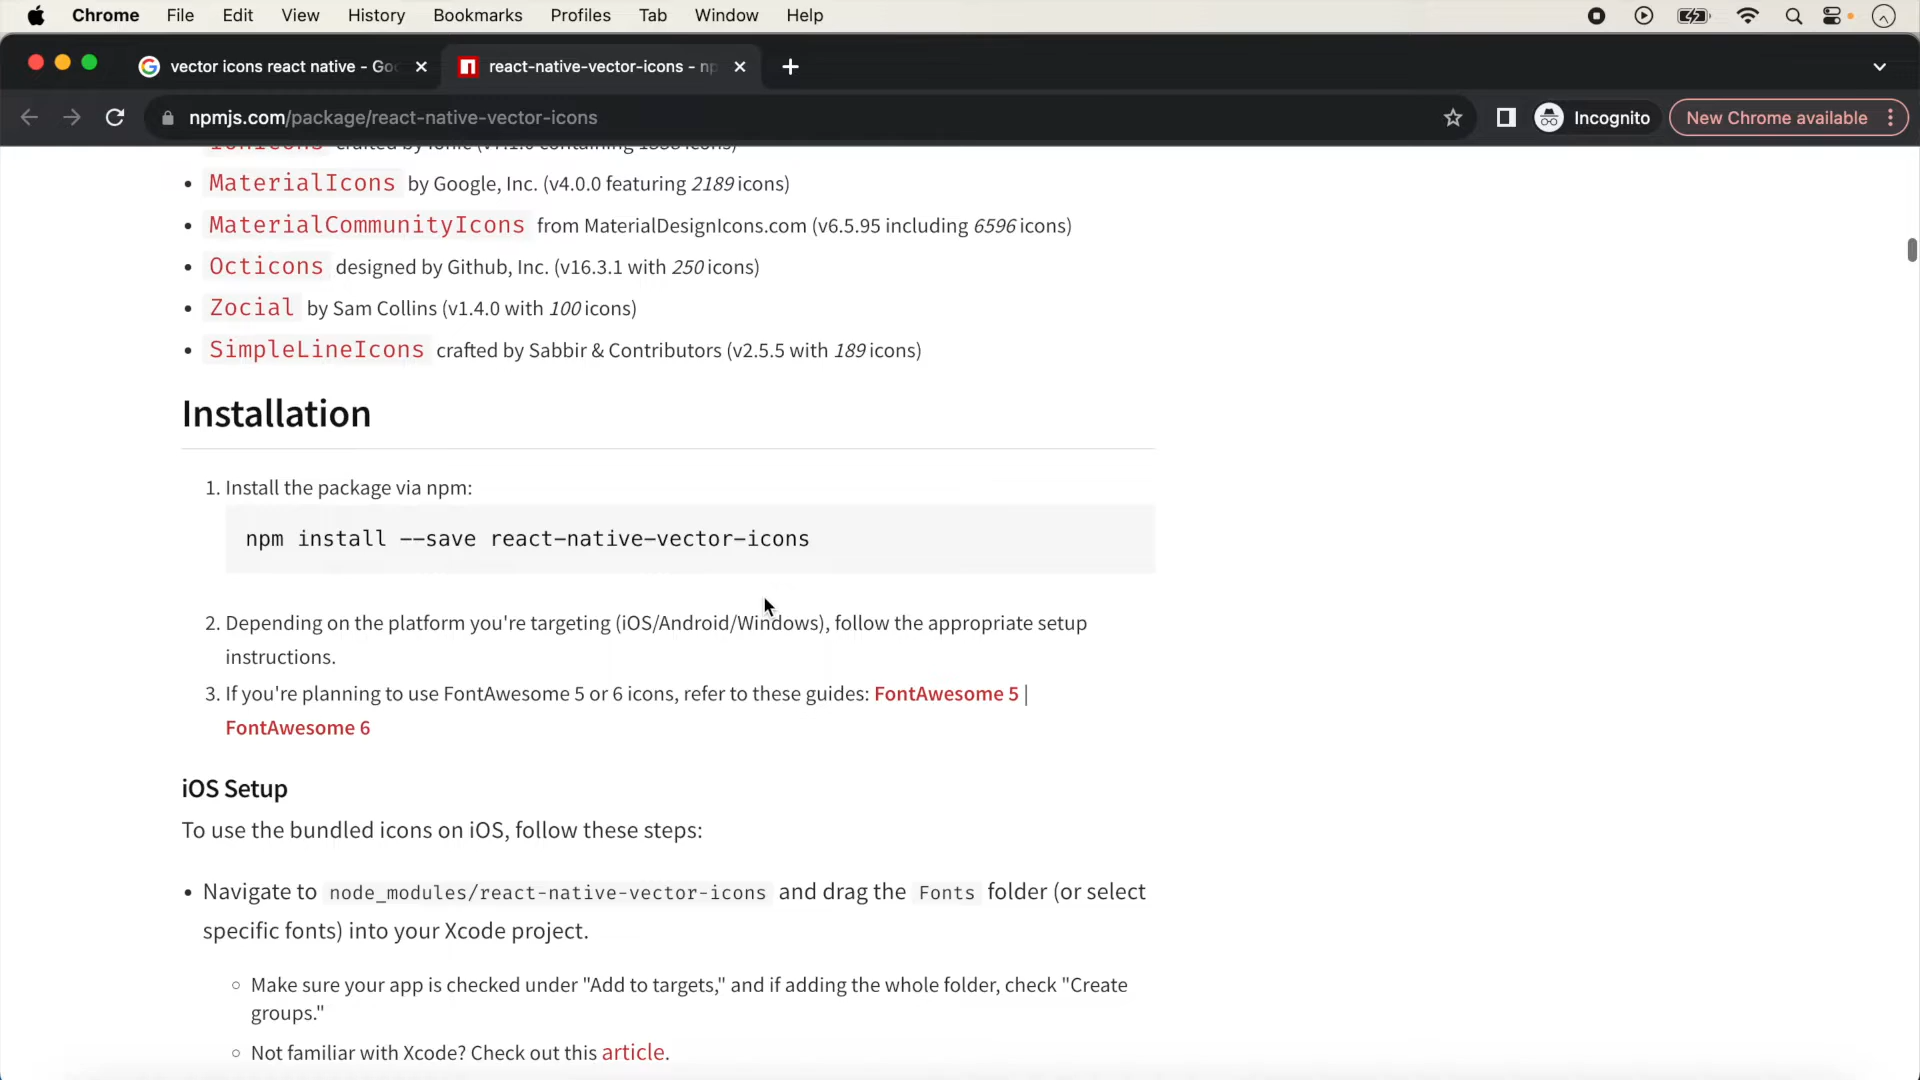 Chrome File Edit View History Bookmarks Profiles Tab Window Help
vector icons react native - Go
react-native-vector-icons - np
npmjs.com/package/react-native-vector-icons
Incognito
New Chrome available
Ionicons crafted by Ionic (v7.1.0 containing 1338 icons)
• MaterialIcons by Google, Inc. (v4.0.0 featuring 2189 icons)
• MaterialCommunityIcons from MaterialDesignIcons.com (v6.5.95 including 6596 icons)
• Octicons designed by Github, Inc. (v16.3.1 with 250 icons)
• Zocial by Sam Collins (v1.4.0 with 100 icons)
• SimpleLineIcons crafted by Sabbir & Contributors (v2.5.5 with 189 icons)
Installation
1. Install the package via npm:
npm install --save react-native-vector-icons
2. Depending on the platform you're targeting (iOS/Android/Windows), follow the appropriate setup
instructions.
3. If you're planning to use FontAwesome 5 or 6 icons, refer to these guides: FontAwesome 5 |
FontAwesome 6
iOS Setup
To use the bundled icons on iOS, follow these steps:
• Navigate to node_modules/react-native-vector-icons and drag the Fonts folder (or select
specific fonts) into your Xcode project.
○ Make sure your app is checked under "Add to targets," and if adding the whole folder, check "Create
groups."
○ Not familiar with Xcode? Check out this article.